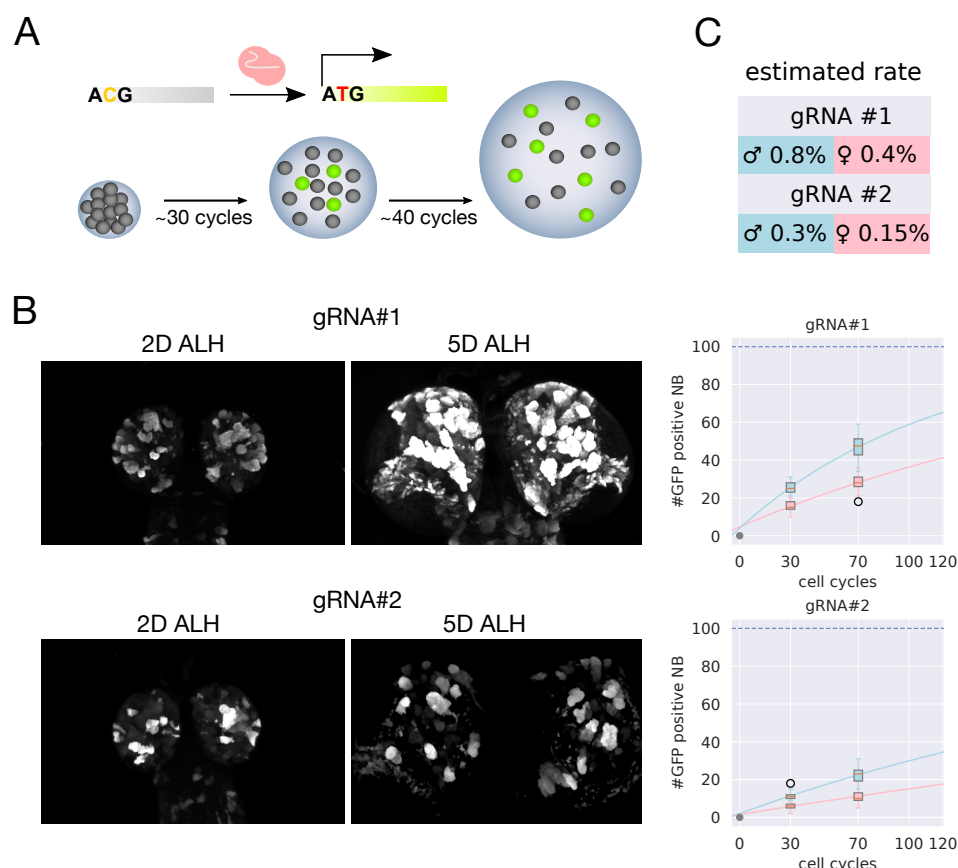 A
ACG
ATG
~30 cycles
~40 cycles
C
estimated rate
gRNA #1
♂ 0.8% ♀ 0.4%
gRNA #2
♂ 0.3% ♀ 0.15%
B
gRNA#1
2D ALH 5D ALH
gRNA#2
2D ALH 5D ALH
gRNA#1
#GFP positive NB
100
80
60
40
20
0
0 30 70 100 120
cell cycles
gRNA#2
#GFP positive NB
100
80
60
40
20
0
0 30 70 100 120
cell cycles